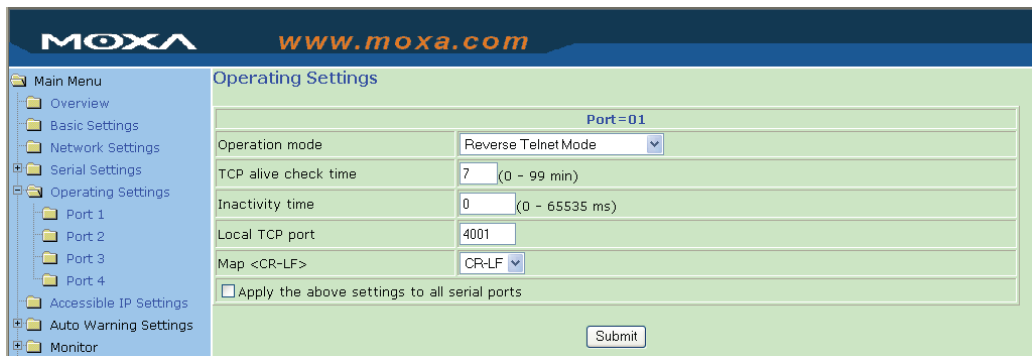 MOXA www.moxa.com
Main Menu
Overview
Basic Settings
Network Settings
Serial Settings
Operating Settings
Port 1
Port 2
Port 3
Port 4
Accessible IP Settings
Auto Warning Settings
Monitor
Operating Settings
Port=01
Operation mode Reverse Telnet Mode
TCP alive check time 7 (0 - 99 min)
Inactivity time 0 (0 - 65535 ms)
Local TCP port 4001
Map <CR-LF> CR-LF
Apply the above settings to all serial ports
Submit